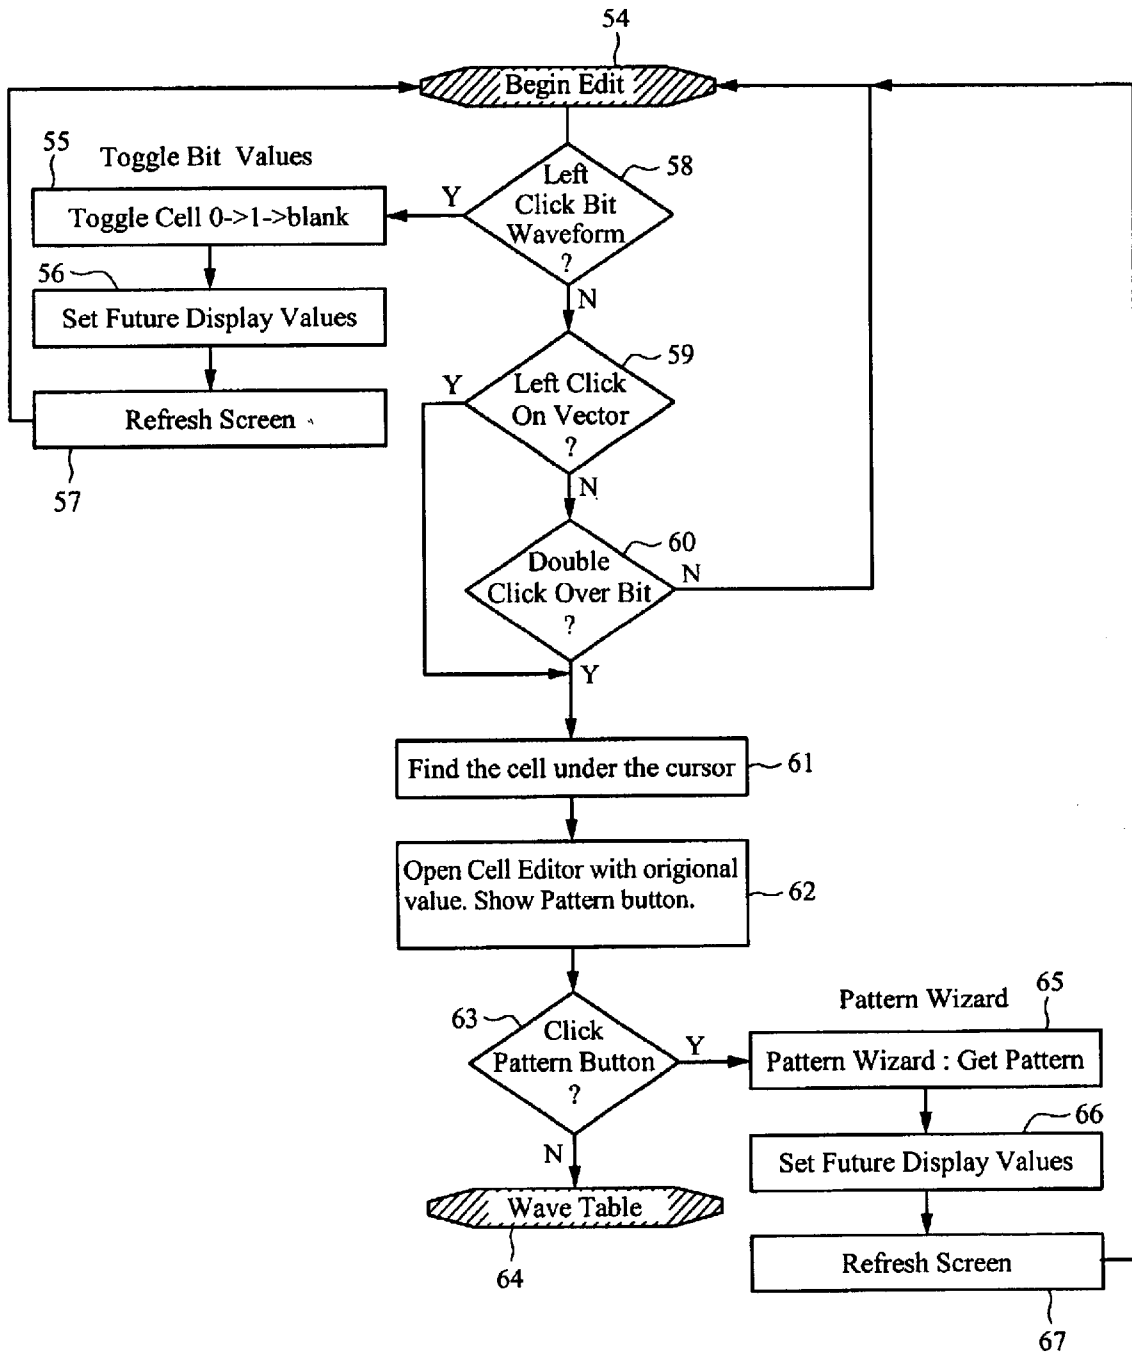 54
Begin Edit
55
Toggle Bit Values
Toggle Cell 0->1->blank
56
Set Future Display Values
Refresh Screen
57
Left
Click Bit
Waveform
?
58
Y
N
Left Click
On Vector
?
59
Y
N
Double
Click Over Bit
?
60
N
Y
Find the cell under the cursor
61
Open Cell Editor with origional
value. Show Pattern button.
62
63
Click
Pattern Button
?
Y
N
Wave Table
64
Pattern Wizard
65
Pattern Wizard : Get Pattern
66
Set Future Display Values
Refresh Screen
67